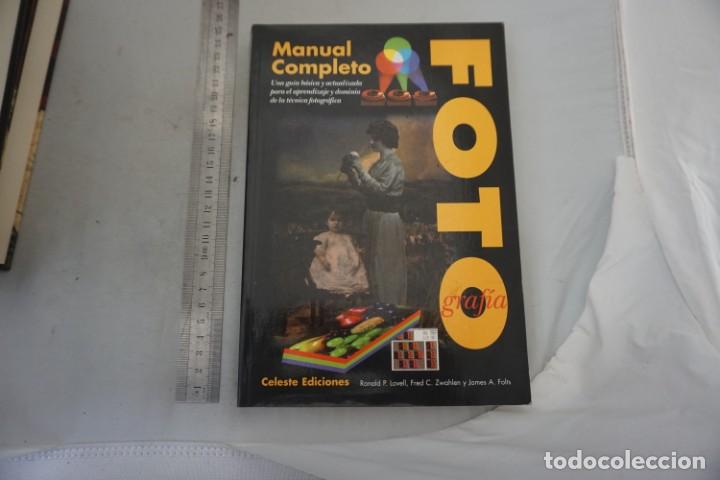 Manual
Completo
Una guía básica y actualizada
para el aprendizaje y dominio
de la técnica fotográfica
FOTO
grafía
Celeste Ediciones
Ronald P. Lovell, Fred C. Zwahlen y James A. Folts
todocoleccion.net